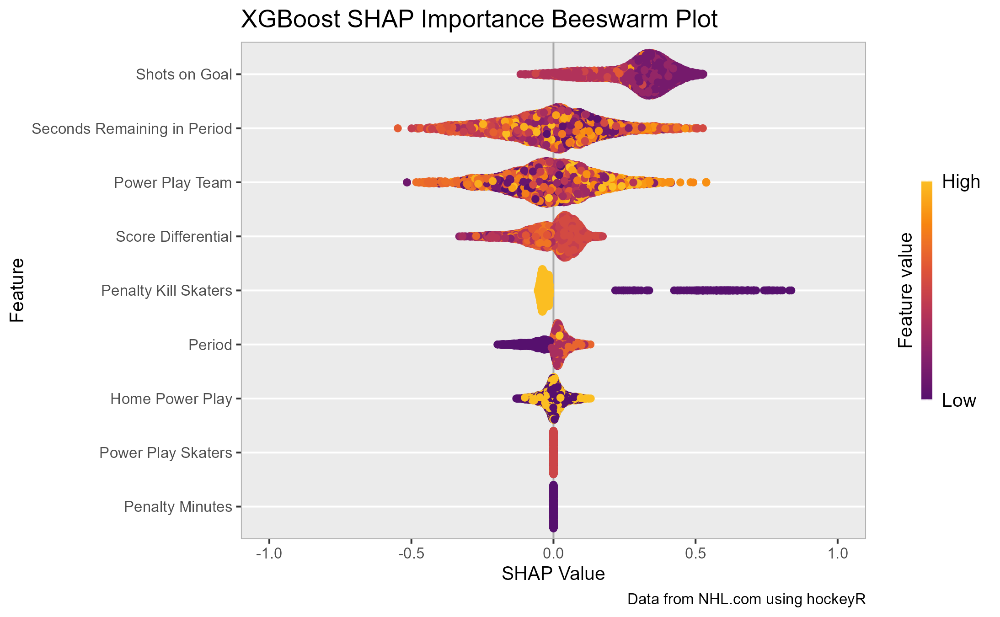 XGBoost SHAP Importance Beeswarm Plot
Shots on Goal
Seconds Remaining in Period
Power Play Team
Score Differential
Penalty Kill Skaters
Period
Home Power Play
Power Play Skaters
Penalty Minutes
Feature
-1.0
-0.5
0.0
0.5
1.0
SHAP Value
High
Low
Feature value
Data from NHL.com using hockeyR